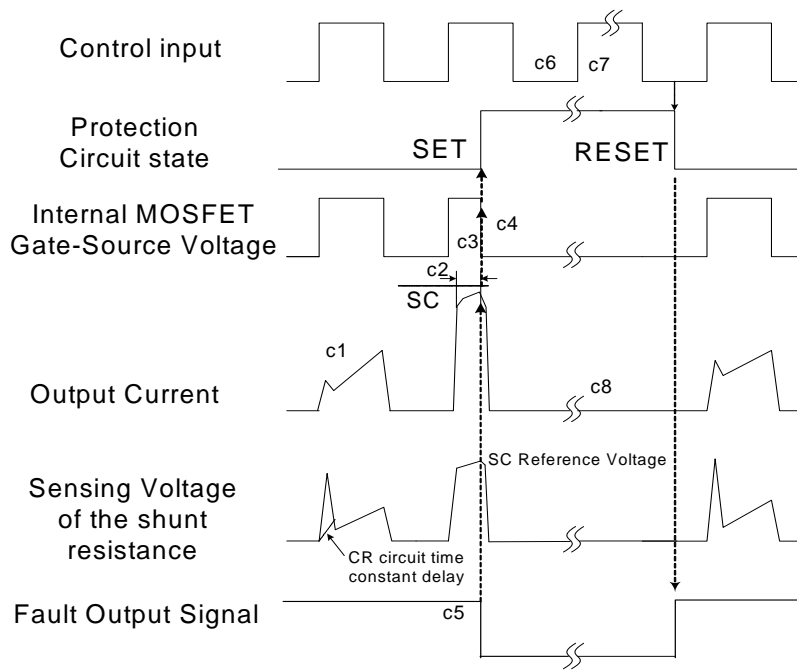 Control input
c6
c7
Protection
Circuit state
SET
RESET
Internal MOSFET
Gate-Source Voltage
c4
c3
c2
SC
c1
Output Current
c8
SC Reference Voltage
Sensing Voltage
of the shunt
resistance
CR circuit time
constant delay
Fault Output Signal
c5